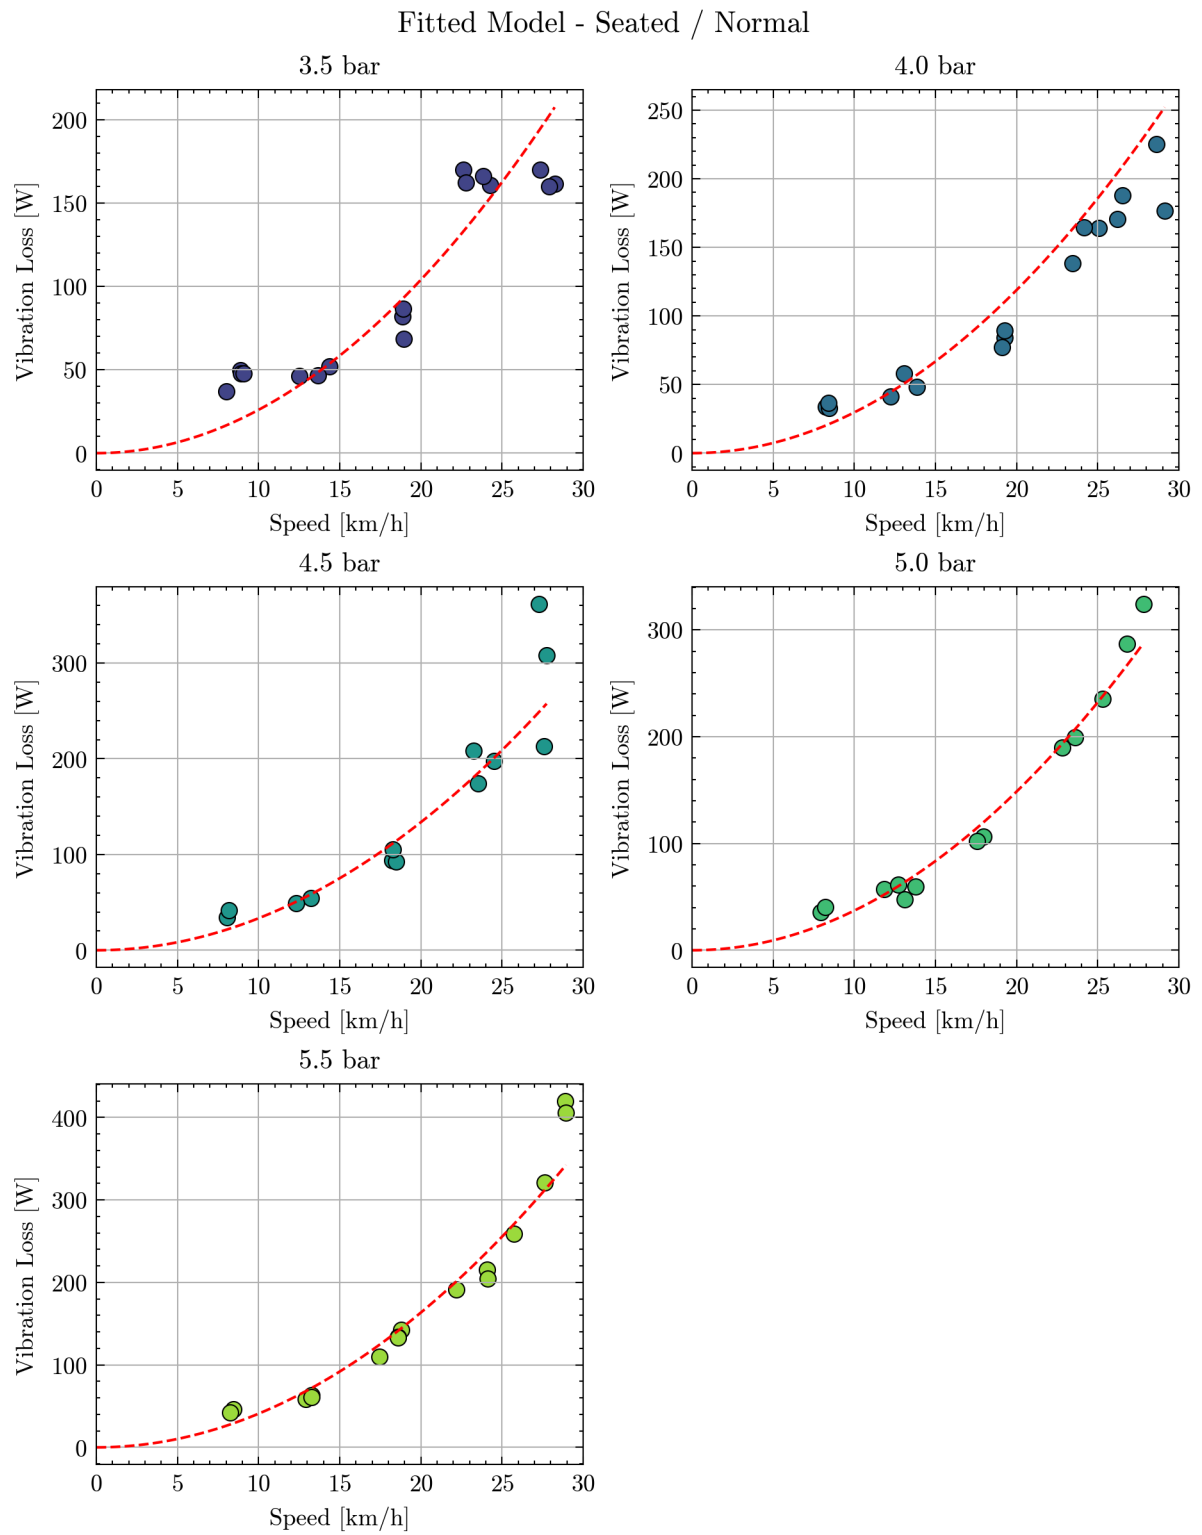 Fitted Model - Seated / Normal
3.5 bar
Vibration Loss [W]
200
150
100
50
0
0 5 10 15 20 25 30
Speed [km/h]
4.0 bar
Vibration Loss [W]
250
200
150
100
50
0
0 5 10 15 20 25 30
Speed [km/h]
4.5 bar
Vibration Loss [W]
300
200
100
0
0 5 10 15 20 25 30
Speed [km/h]
5.0 bar
Vibration Loss [W]
300
200
100
0
0 5 10 15 20 25 30
Speed [km/h]
5.5 bar
Vibration Loss [W]
400
300
200
100
0
0 5 10 15 20 25 30
Speed [km/h]